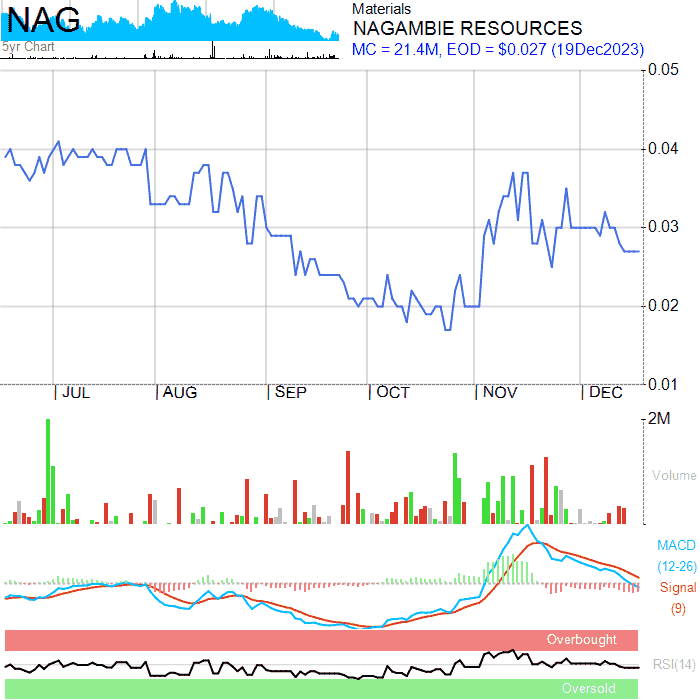 NAG
5yr Chart
Materials
NAGAMBIE RESOURCES
MC = 21.4M, EOD = $0.027 (19Dec2023)
0.05
0.04
0.03
0.02
0.01
JUL AUG SEP OCT NOV DEC
2M
Volume
MACD
(12-26)
Signal
(9)
Overbought
RSI(14)
Oversold